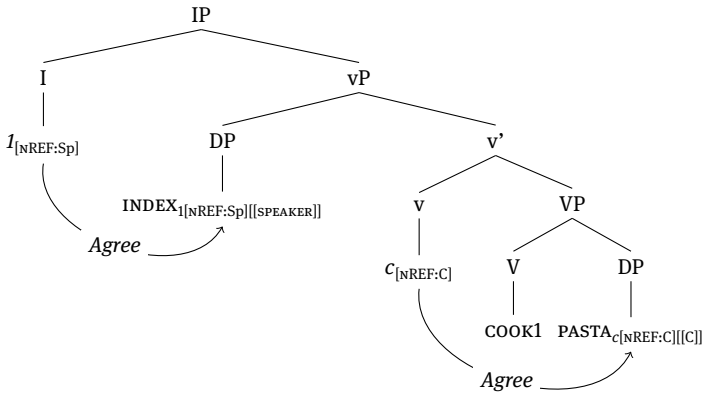 IP
I vP
1[NREF:Sp] DP v’
INDEX1[NREF:Sp][[SPEAKER]] v VP
Agree c[NREF:C] V DP
COOK1 PASTAc[NREF:C][[C]]
Agree